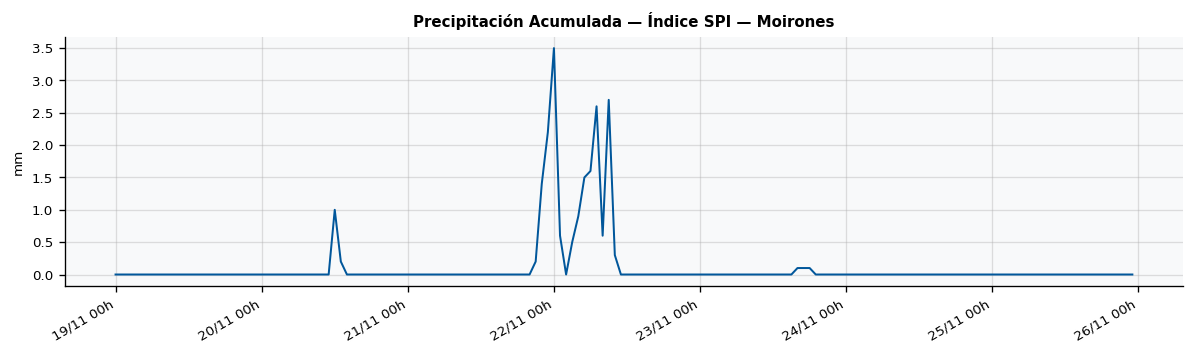 Precipitación Acumulada — Índice SPI — Moirones
mm
3.5
3.0
2.5
2.0
1.5
1.0
0.5
0.0
19/11 00h
20/11 00h
21/11 00h
22/11 00h
23/11 00h
24/11 00h
25/11 00h
26/11 00h